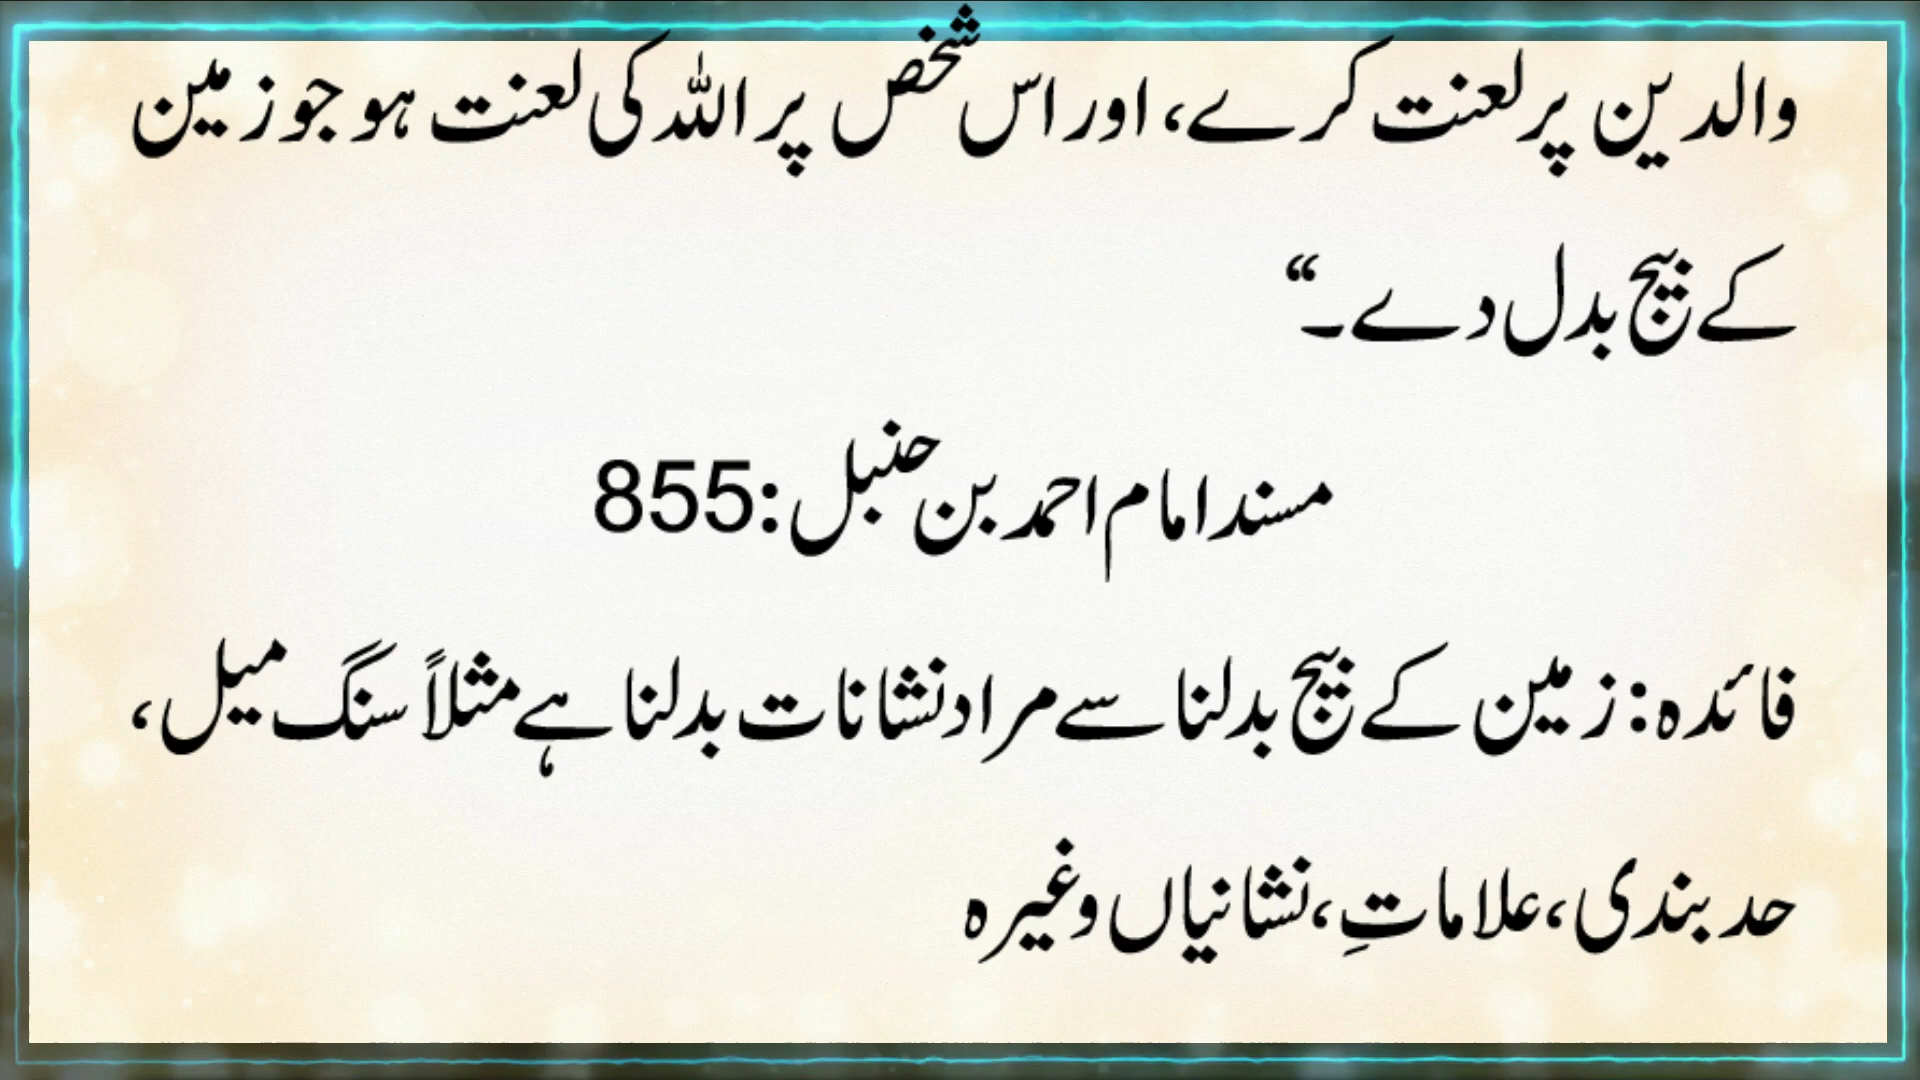 والدین پر لعنت کرے، اور اس شخص پر اللہ کی لعنت ہو جو زمین
کے بیج بدل دے۔“
مسند امام احمد بن حنبل:855
فائدہ: زمین کے بیج بدلنا سے مراد نشانات بدلنا ہے مثلاً سنگ میل،
حد بندی، علاماتِ، نشانیاں وغیرہ